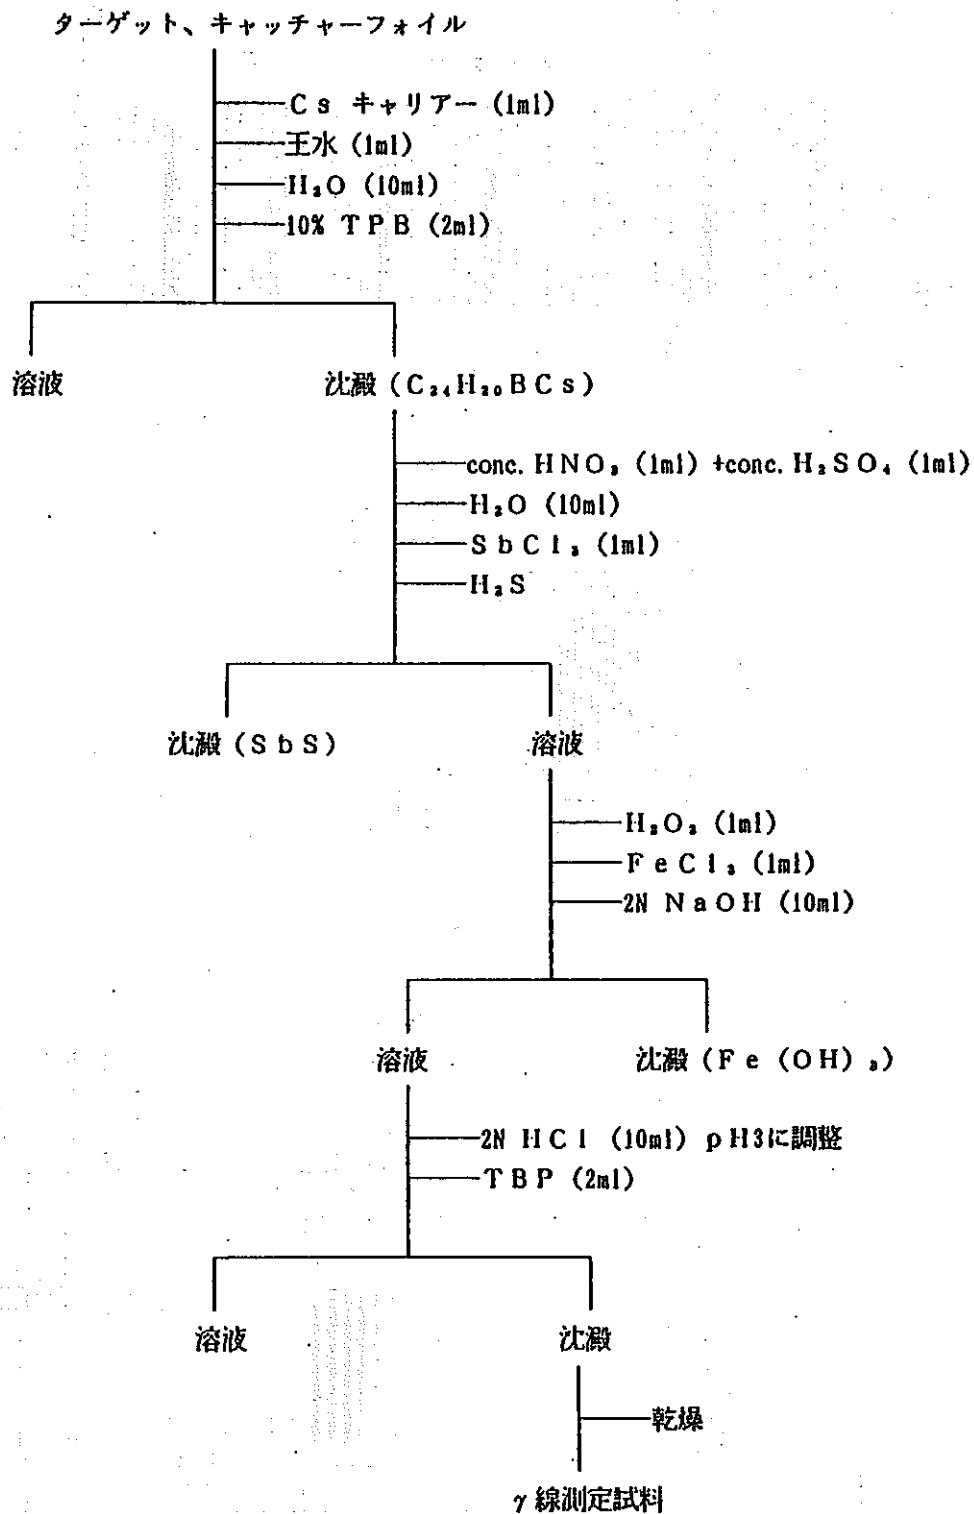 ターゲット、キャッチャーフォイル
Cs キャリアー (1ml)
王水 (1ml)
H₂O (10ml)
10% TPB (2ml)
溶液
沈澱 (C₂₄H₂₀BCs)
conc. HNO₃ (1ml) +conc. H₂SO₄ (1ml)
H₂O (10ml)
SbCl₃ (1ml)
H₂S
沈澱 (SbS)
溶液
H₂O₂ (1ml)
FeCl₃ (1ml)
2N NaOH (10ml)
溶液
沈澱 (Fe (OH) ₃)
2N HCl (10ml) pH3に調整
TBP (2ml)
溶液
沈澱
乾燥
γ線測定試料